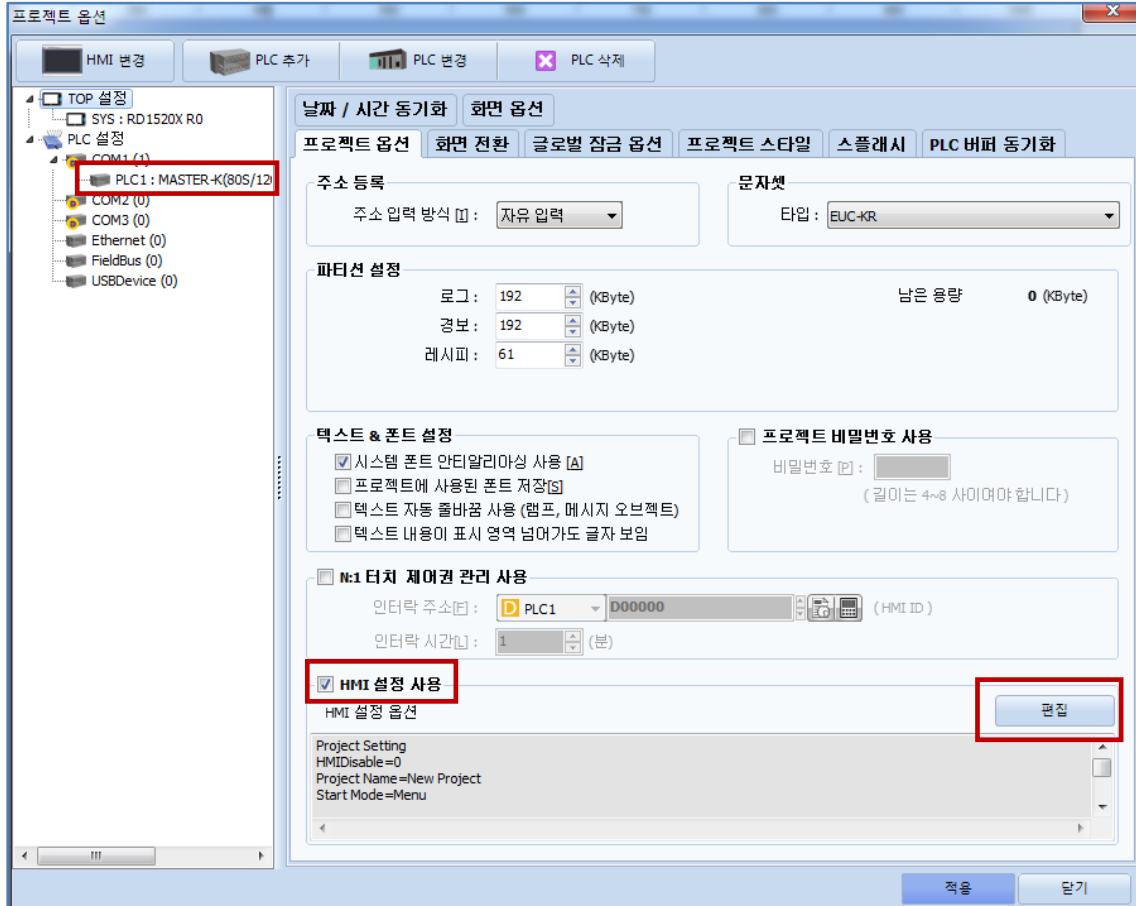 프로젝트 옵션
HMI 변경
PLC 추가
PLC 변경
PLC 삭제
TOP 설정
SYS : RD1520X R0
PLC 설정
COM1 (1)
PLC1 : MASTER-K(80S/12
COM2 (0)
COM3 (0)
Ethernet (0)
FieldBus (0)
USBDevice (0)
날짜 / 시간 동기화
화면 옵션
프로젝트 옵션
화면 전환
글로벌 잠금 옵션
프로젝트 스타일
스플래시
PLC 버퍼 동기화
주소 등록
주소 입력 방식 [I] : 자유 입력
문자셋
타입 : EUC-KR
파티션 설정
로그 : 192 (KByte)
남은 용량 0 (KByte)
경보 : 192 (KByte)
레시피 : 61 (KByte)
텍스트 & 폰트 설정
시스템 폰트 안티알리아싱 사용 [A]
프로젝트에 사용된 폰트 저장[S]
텍스트 자동 줄바꿈 사용 (램프, 메시지 오브젝트)
텍스트 내용이 표시 영역 넘어가도 글자 보임
프로젝트 비밀번호 사용
비밀번호 [P] :
( 길이는 4~8 사이여야 합니다 )
N:1 터치 제어권 관리 사용
인터락 주소[F] : D PLC1 D00000 ( HMI ID )
인터락 시간[L] : 1 (분)
HMI 설정 사용
HMI 설정 옵션
편집
Project Setting
HMIDisable=0
Project Name=New Project
Start Mode=Menu
적용
닫기